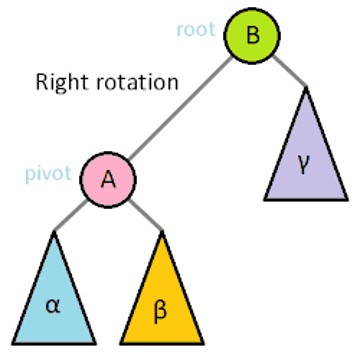 root
B
Right rotation
γ
pivot
A
α
β